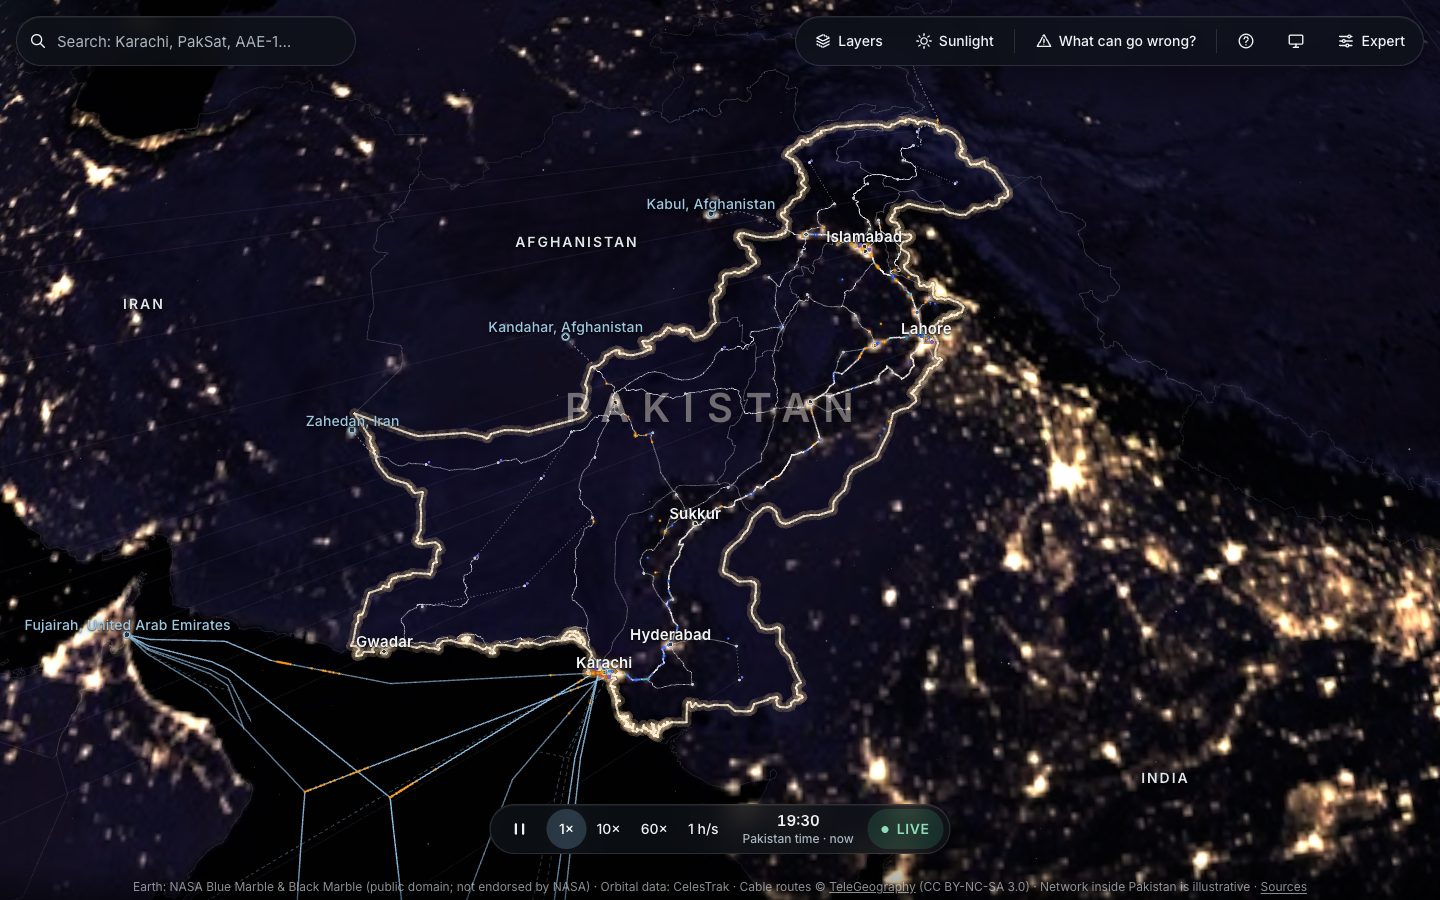 Search: Karachi, PakSat, AAE-1...
Layers
Sunlight
What can go wrong?
Expert
Kabul, Afghanistan
AFGHANISTAN
Islamabad
IRAN
Kandahar, Afghanistan
Lahore
PAKISTAN
Zahedan, Iran
Sukkur
Fujairah, United Arab Emirates
Gwadar
Hyderabad
Karachi
INDIA
1×
10×
60×
1 h/s
19:30
Pakistan time · now
LIVE
Earth: NASA Blue Marble & Black Marble (public domain; not endorsed by NASA) · Orbital data: CelesTrak · Cable routes © TeleGeography (CC BY-NC-SA 3.0) · Network inside Pakistan is illustrative · Sources